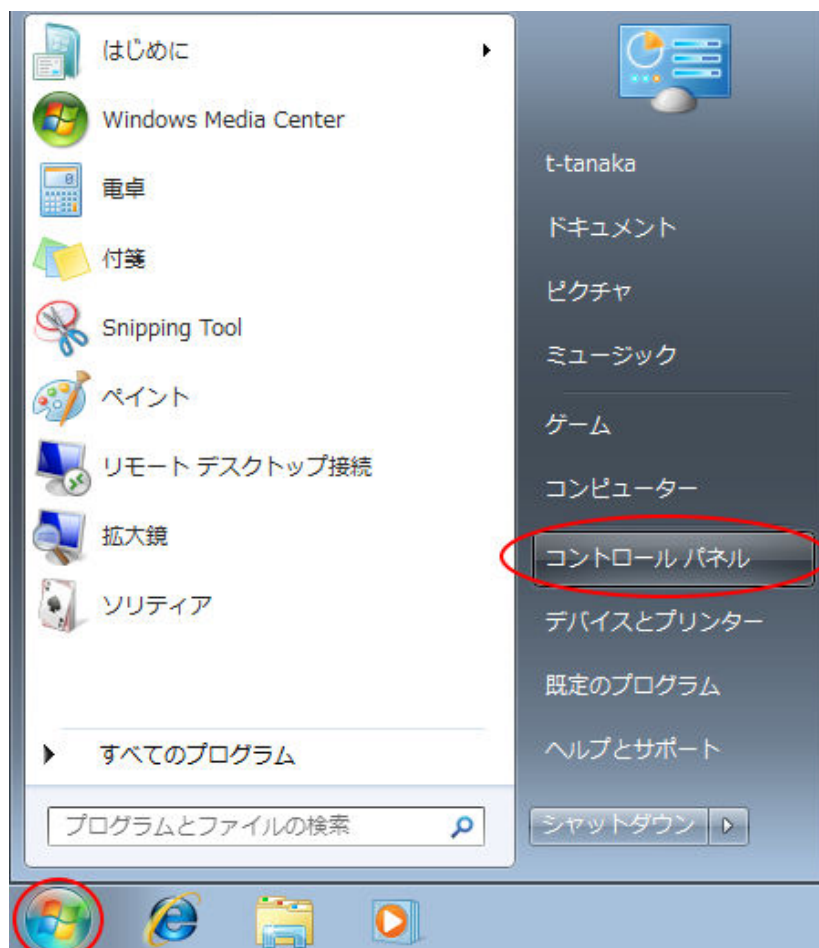 はじめに
Windows Media Center
電卓
付箋
Snipping Tool
ペイント
リモート デスクトップ接続
拡大鏡
ソリティア
すべてのプログラム
プログラムとファイルの検索
t-tanaka
ドキュメント
ピクチャ
ミュージック
ゲーム
コンピューター
コントロール パネル
デバイスとプリンター
既定のプログラム
ヘルプとサポート
シャットダウン